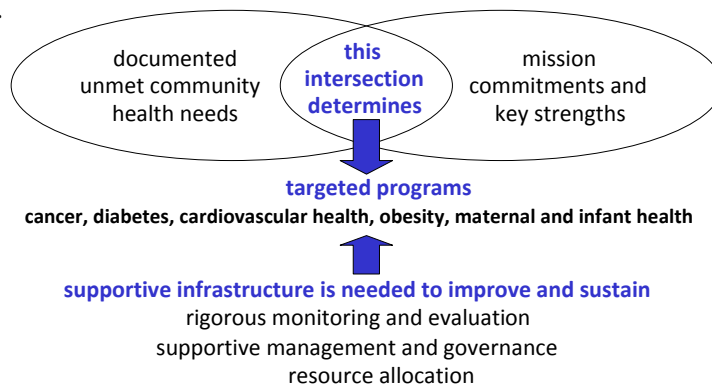 documented
unmet community
health needs
this
intersection
determines
mission
commitments and
key strengths
targeted programs
cancer, diabetes, cardiovascular health, obesity, maternal and infant health
supportive infrastructure is needed to improve and sustain
rigorous monitoring and evaluation
supportive management and governance
resource allocation